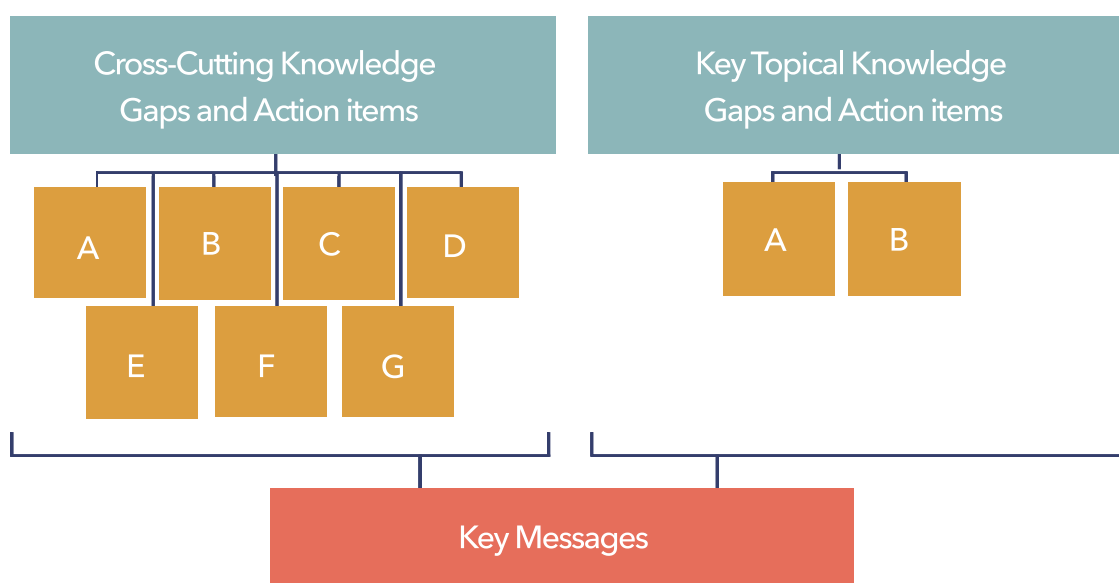 Cross-Cutting Knowledge
Gaps and Action items
Key Topical Knowledge
Gaps and Action items
A
B
C
D
E
F
G
A
B
Key Messages